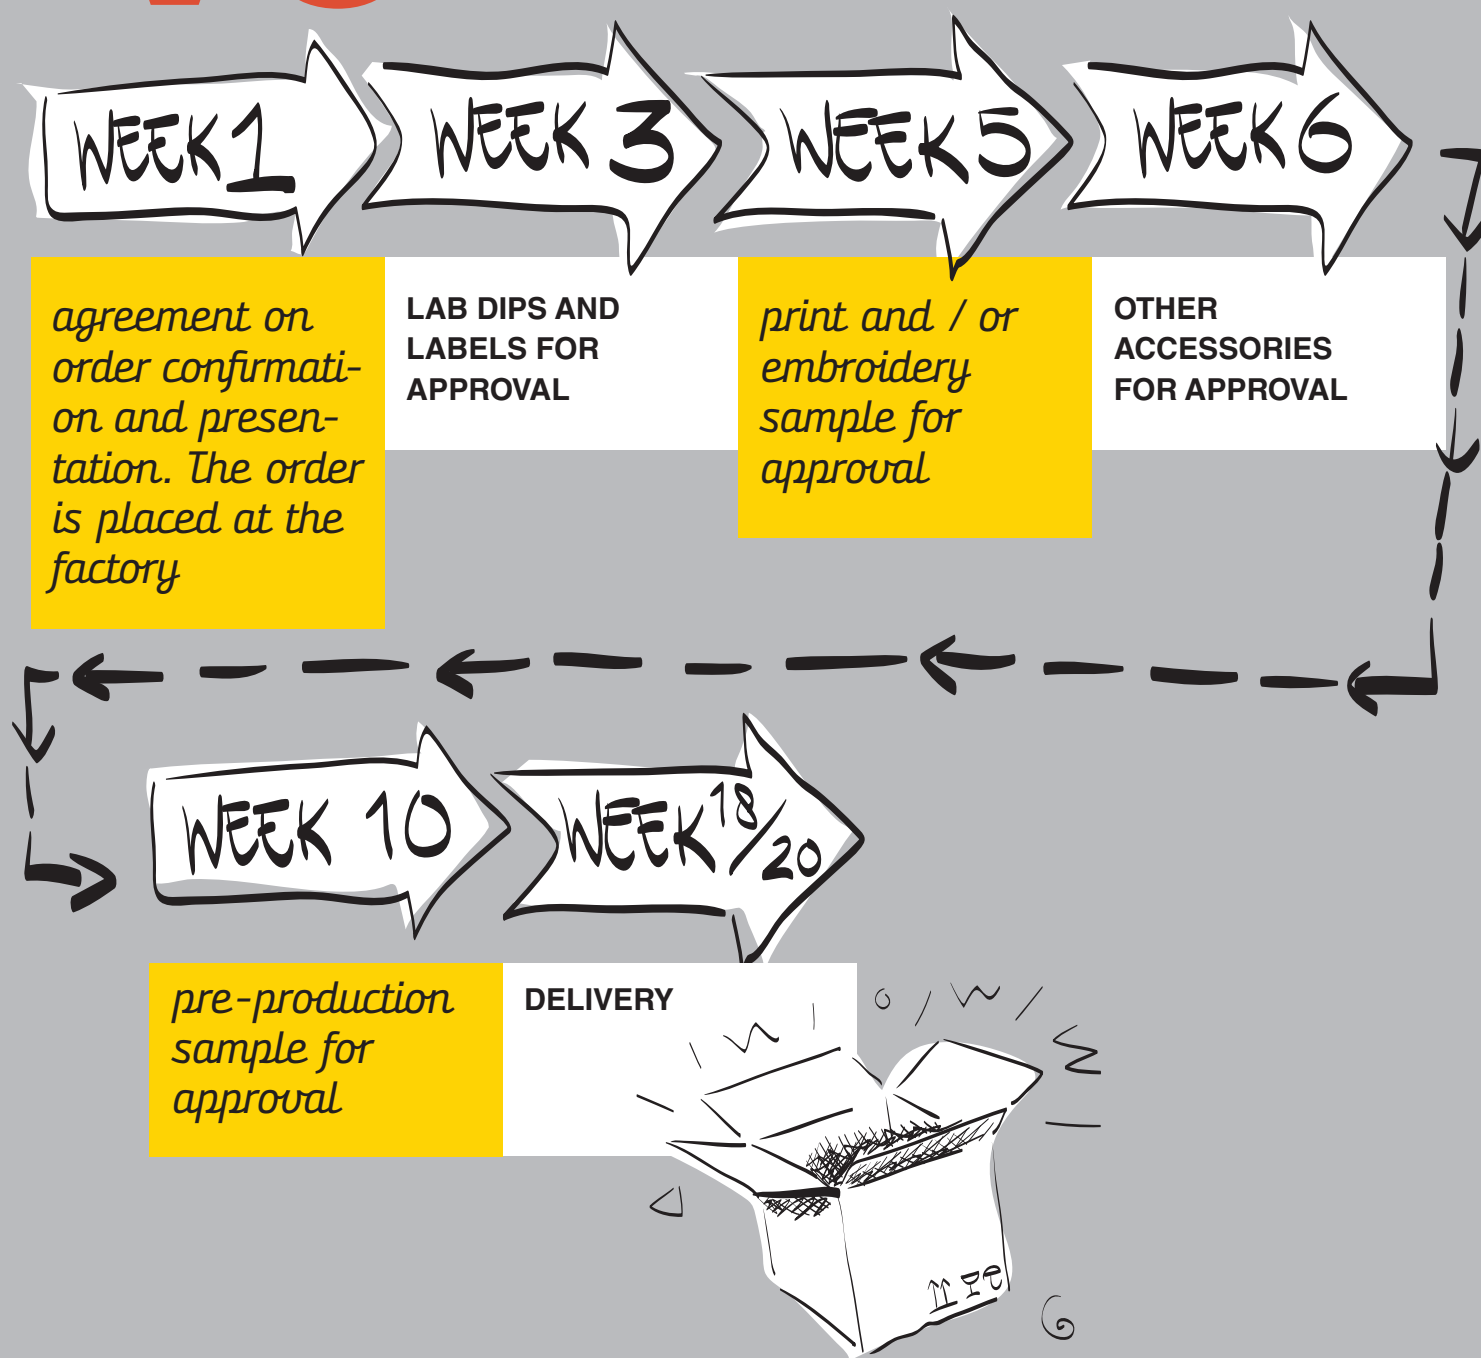 WEEK 1
WEEK 3
WEEK 5
WEEK 6
agreement on
order confirmati-
on and presen-
tation. The order
is placed at the
factory
LAB DIPS AND
LABELS FOR
APPROVAL
print and / or
embroidery
sample for
approval
OTHER
ACCESSORIES
FOR APPROVAL
WEEK 10
WEEK 18/20
pre-production
sample for
approval
DELIVERY